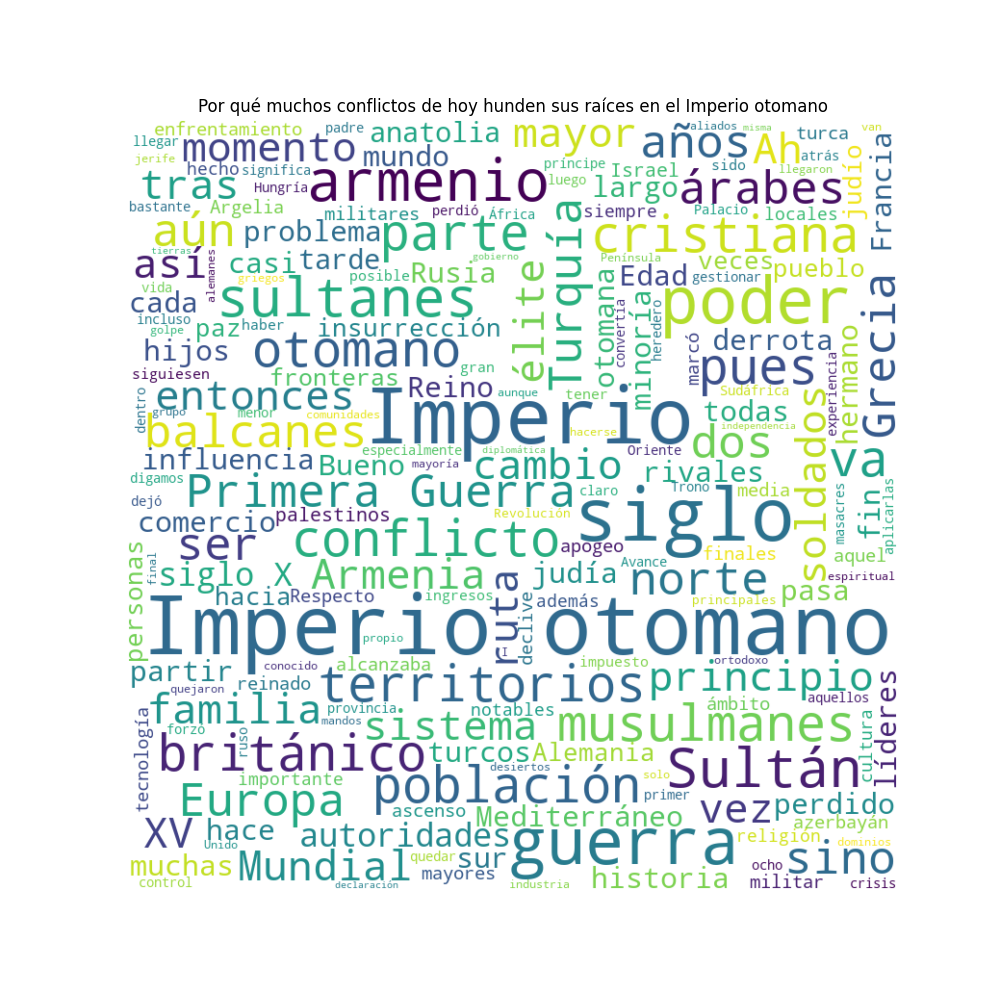 Por qué muchos conflictos de hoy hunden sus raíces en el Imperio otomano
enfrentamiento padre anatolia mayor años aliados misma turca van
llegar momento mundo Ah atrás
jerife hecho significa Hungría armenio príncipe Israel sido llegaron judío Francia
tras luego largo árabes
bastante Argelia militares perdió África siempre Palacio locales
aún problema parte Turquía cristiana
tierras alemanes gobierno Península
así casi tarde posible Rusia élite otomana Edad veces gestionar pueblo
vida griegos sultanes convertía minoría heredero poder Grecia
cada incluso haber
golpe paz insurrección marcó derrota hermano
hijos otomano gran pues experiencia
siguiesen fronteras Reino aunque tener Sudáfrica
dentro entonces Imperio todas soldados
grupo menor comunidades hacerse dos independencia
balcanes especialmente diplomática Oriente
influencia Bueno mayoría cambio rivales va
digamos Primera Guerra claro Trono media fin masacres aplicarlas
dejó siglo
comercio palestinos Revolución
ser conflicto apogeo finales aquel
personas final siglo X Armenia ruta judía Avance norte pasa espiritual
hacia Respecto ingresos además principales
Imperio otomano
propio declive
partir conocido alcanzaba impuesto ortodoxo
quejaron reinado territorios principio aquellos
tecnología familia provincia notables ámbito líderes
forzo mandos sistema musulmanes cultura
ruso británico turcos Alemania Sultán
importante desiertos solo
Europa población primer
ascenso Mediterráneo vez perdido
XV hace autoridades guerra azerbayán
Unido religión dominios
muchas Mundial quedar sur sino
mayores historia ocho
control declaración industria militar crisis